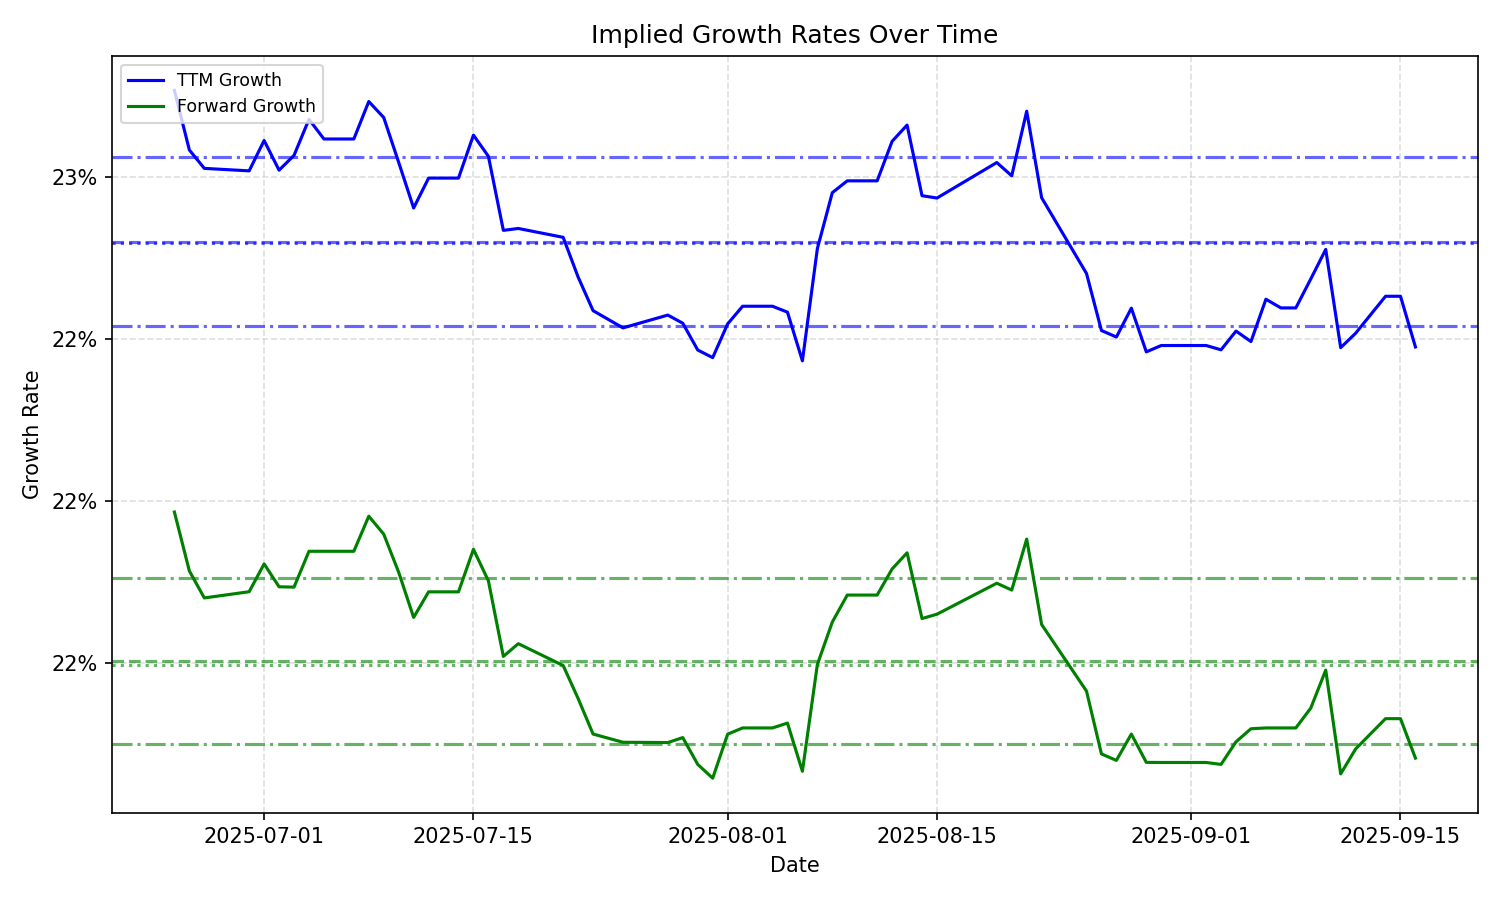 Implied Growth Rates Over Time
TTM Growth
Forward Growth
23%
22%
22%
22%
Growth Rate
2025-07-01
2025-07-15
2025-08-01
2025-08-15
2025-09-01
2025-09-15
Date